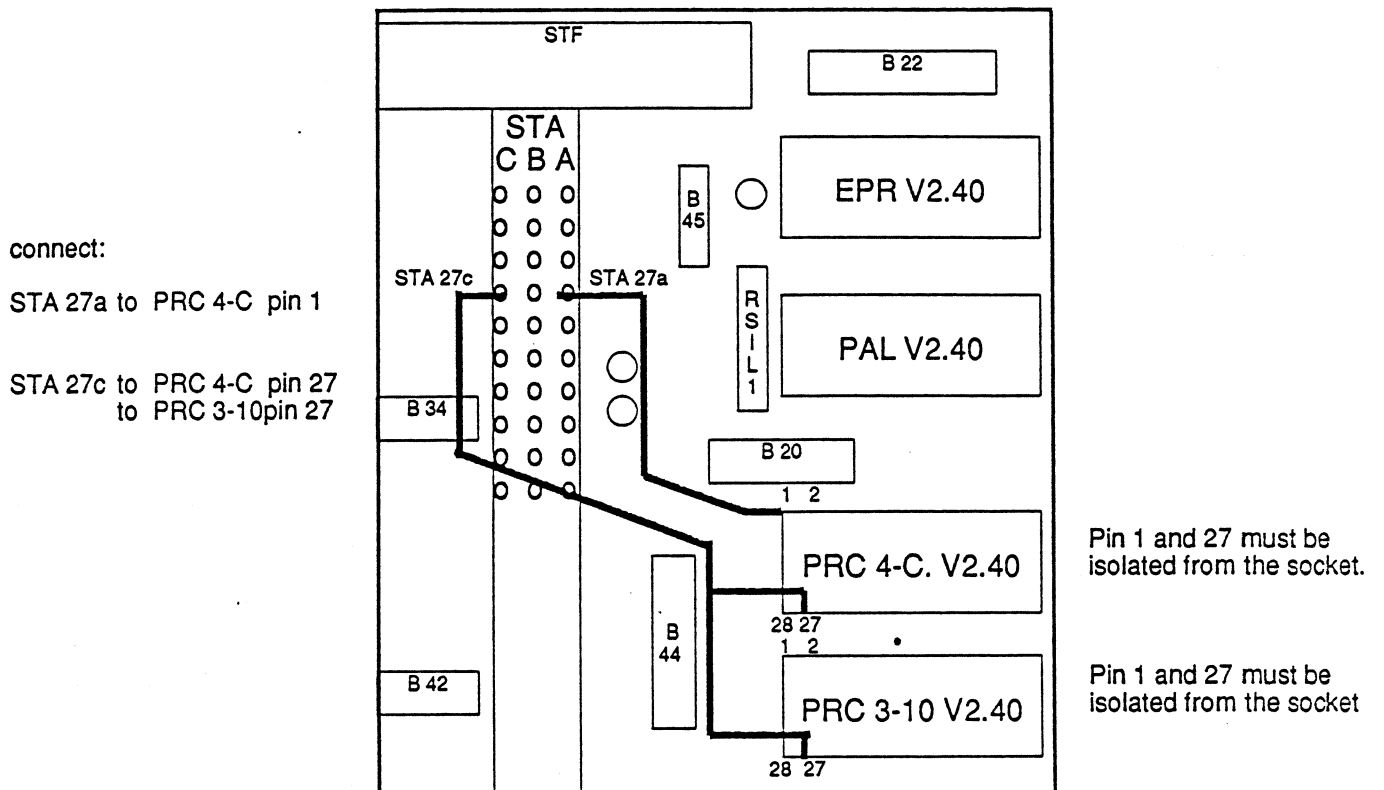 STF
B 22
STA
C B A
EPR V2.40
B
45
connect:
STA 27c
STA 27a
STA 27a to PRC 4-C pin 1
R
S
I
L
1
PAL V2.40
STA 27c to PRC 4-C pin 27
to PRC 3-10pin 27
B 34
B 20
1 2
PRC 4-C. V2.40
Pin 1 and 27 must be
isolated from the socket.
28 27
1 2
B
44
B 42
PRC 3-10 V2.40
Pin 1 and 27 must be
isolated from the socket
28 27